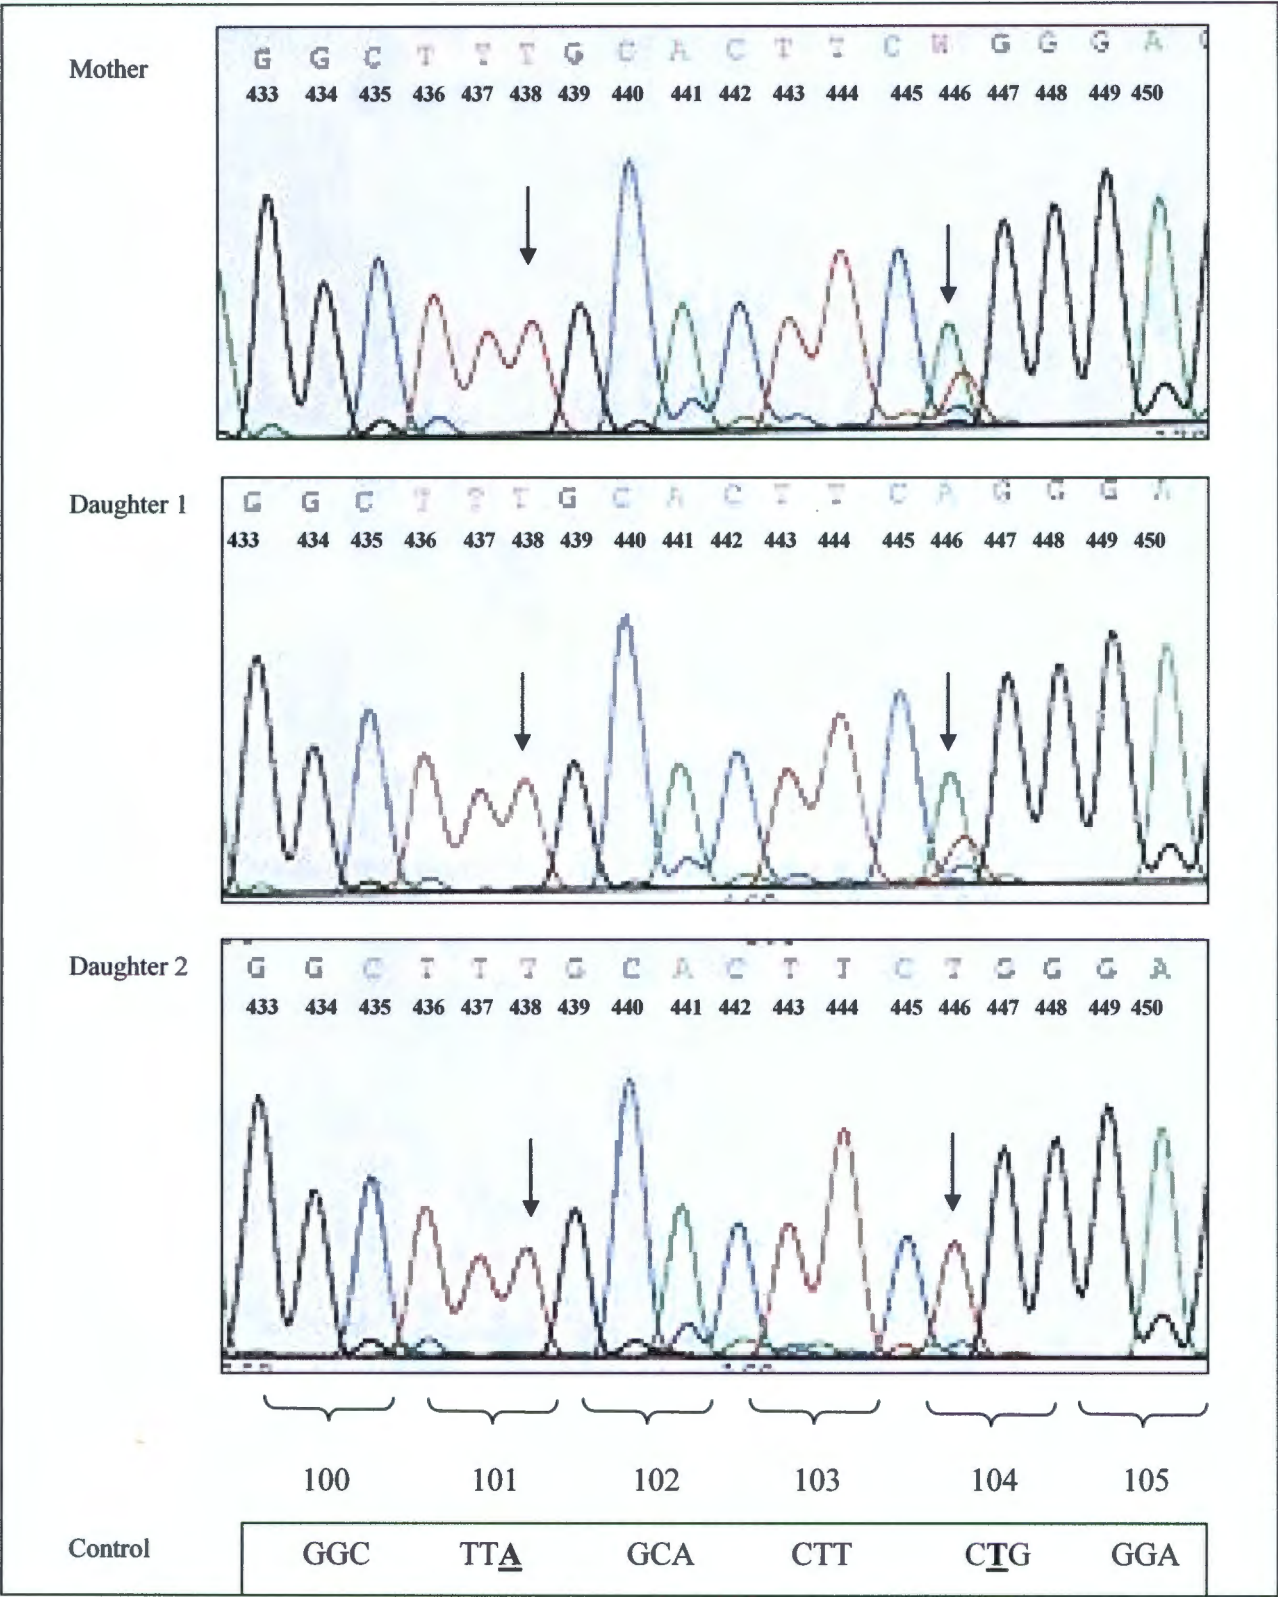 Mother
G G C T T T G C A C T T C W G G G A
433 434 435 436 437 438 439 440 441 442 443 444 445 446 447 448 449 450
Daughter 1
G G C T T T G C A C T T C A G G G A
433 434 435 436 437 438 439 440 441 442 443 444 445 446 447 448 449 450
Daughter 2
G G C T T T G C A C T T C T G G G A
433 434 435 436 437 438 439 440 441 442 443 444 445 446 447 448 449 450
100 101 102 103 104 105
Control GGC TTA GCA CTT CTG GGA